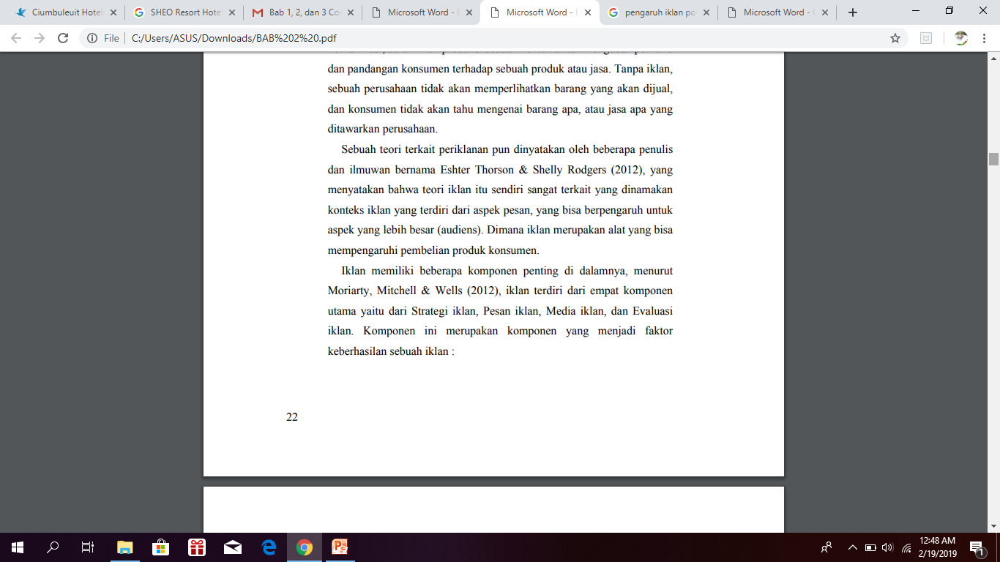 Ciumbuleuit Hote
SHEO Resort Hote
Bab 1, 2, dan 3 Co
Microsoft Word -
Microsoft Word -
pengaruh iklan po
Microsoft Word -
File
C:/Users/ASUS/Downloads/BAB%202%20.pdf
dan pandangan konsumen terhadap sebuah produk atau jasa. Tanpa iklan,
sebuah perusahaan tidak akan memperlihatkan barang yang akan dijual,
dan konsumen tidak akan tahu mengenai barang apa, atau jasa apa yang
ditawarkan perusahaan.
Sebuah teori terkait periklanan pun dinyatakan oleh beberapa penulis
dan ilmuwan bernama Eshter Thorson & Shelly Rodgers (2012), yang
menyatakan bahwa teori iklan itu sendiri sangat terkait yang dinamakan
konteks iklan yang terdiri dari aspek pesan, yang bisa berpengaruh untuk
aspek yang lebih besar (audiens). Dimana iklan merupakan alat yang bisa
mempengaruhi pembelian produk konsumen.
Iklan memiliki beberapa komponen penting di dalamnya, menurut
Moriarty, Mitchell & Wells (2012), iklan terdiri dari empat komponen
utama yaitu dari Strategi iklan, Pesan iklan, Media iklan, dan Evaluasi
iklan. Komponen ini merupakan komponen yang menjadi faktor
keberhasilan sebuah iklan :
22
12:48 AM
2/19/2019
1